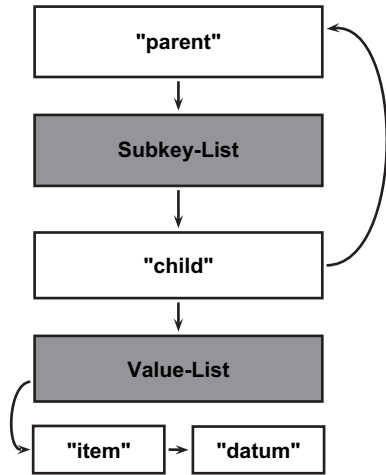 "parent"
Subkey-List
"child"
Value-List
"item" "datum"